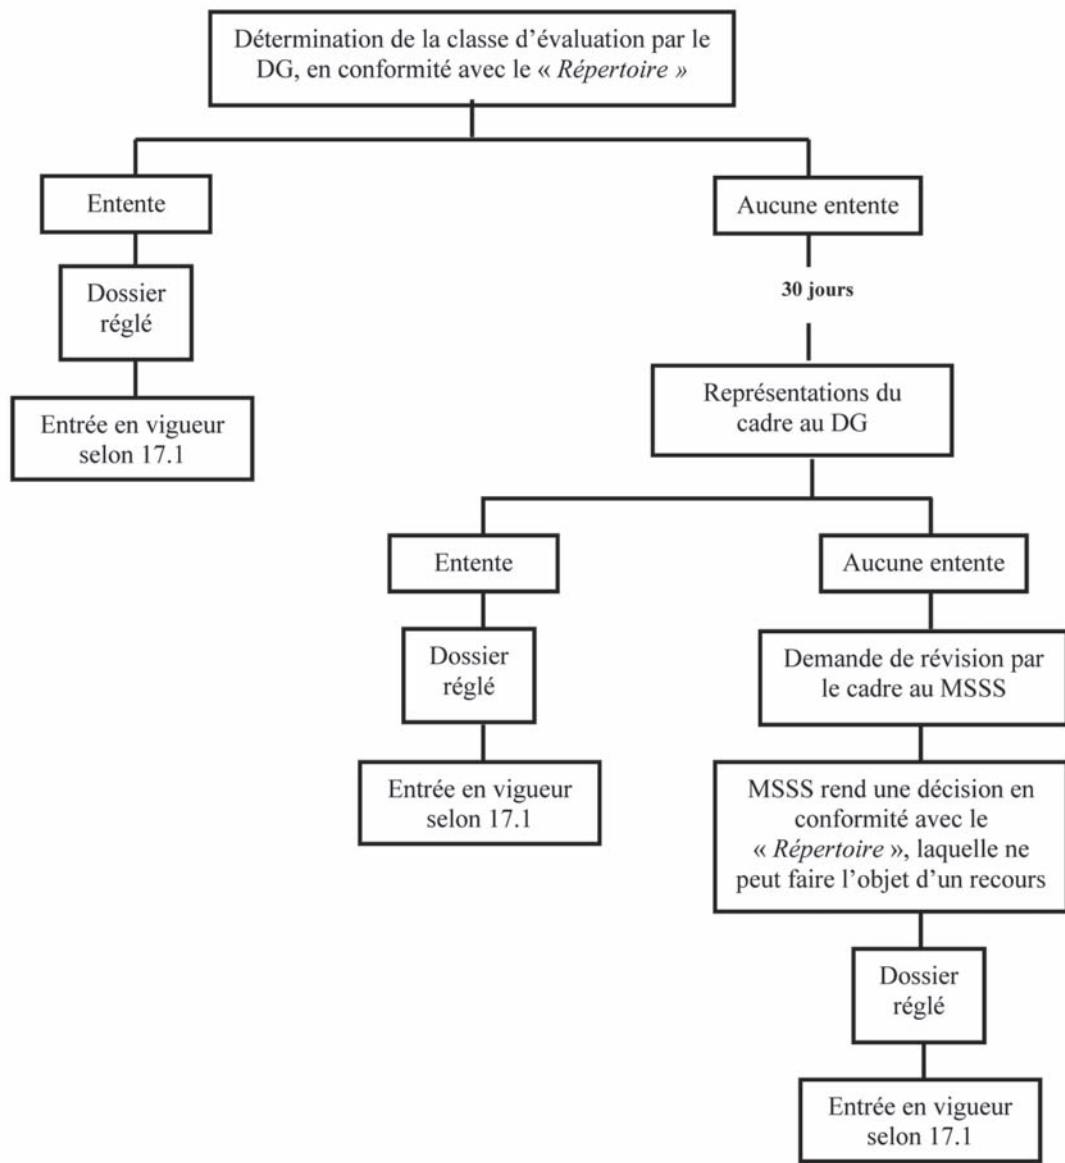 Détermination de la classe d'évaluation par le
DG, en conformité avec le « Répertoire »
Entente
Aucune entente
Dossier
réglé
30 jours
Entrée en vigueur
selon 17.1
Représentations du
cadre au DG
Entente
Aucune entente
Dossier
réglé
Demande de révision par
le cadre au MSSS
Entrée en vigueur
selon 17.1
MSSS rend une décision en
conformité avec le
« Répertoire », laquelle ne
peut faire l'objet d'un recours
Dossier
réglé
Entrée en vigueur
selon 17.1